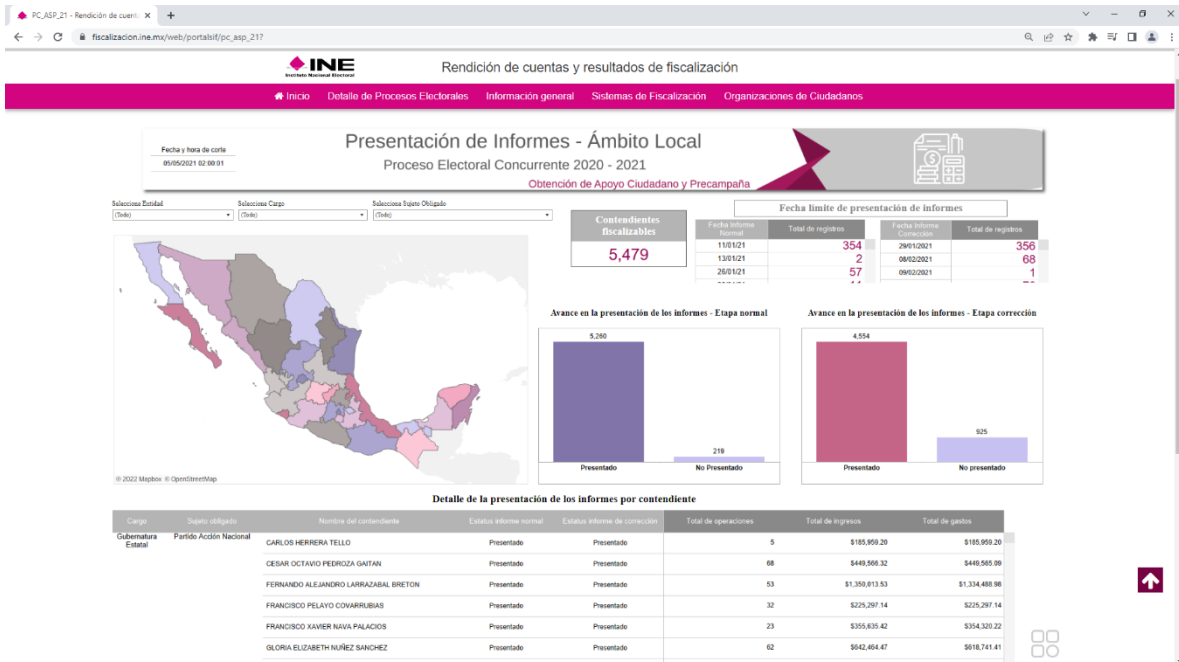 PC_ASP_21 - Rendición de cuenta
fiscalizacion.ine.mx/web/portalsif/pc_asp_21?
INE
Instituto Nacional Electoral
Rendición de cuentas y resultados de fiscalización
Inicio Detalle de Procesos Electorales Información general Sistemas de Fiscalización Organizaciones de Ciudadanos
Fecha y hora de corte
05/05/2021 02:00:01
Presentación de Informes - Ámbito Local
Proceso Electoral Concurrente 2020 - 2021
Obtención de Apoyo Ciudadano y Precampaña
Selecciona Entidad Selecciona Cargo Selecciona Sujeto Obligado
(Todo) (Todo) (Todo)
Contendientes
fiscalizables
5,479
Fecha límite de presentación de informes
Fecha Informe Normal Total de registros
11/01/21 354
13/01/21 2
26/01/21 57
Fecha Informe Corrección Total de registros
29/01/2021 356
08/02/2021 68
09/02/2021 1
Avance en la presentación de los informes - Etapa normal
5,260
219
Presentado No Presentado
Avance en la presentación de los informes - Etapa corrección
4,554
925
Presentado No presentado
© 2022 Mapbox © OpenStreetMap
Detalle de la presentación de los informes por contendiente
Cargo Sujeto obligado Nombre del contendiente Estatus informe normal Estatus informe de corrección Total de operaciones Total de ingresos Total de gastos
Gubernatura Estatal Partido Acción Nacional CARLOS HERRERA TELLO Presentado Presentado 5 $185,959.20 $185,959.20
CESAR OCTAVIO PEDROZA GAITAN Presentado Presentado 68 $449,566.32 $449,565.09
FERNANDO ALEJANDRO LARRAZABAL BRETON Presentado Presentado 53 $1,350,013.53 $1,334,488.98
FRANCISCO PELAYO COVARRUBIAS Presentado Presentado 32 $225,297.14 $225,297.14
FRANCISCO XAVIER NAVA PALACIOS Presentado Presentado 23 $355,635.42 $354,320.22
GLORIA ELIZABETH NUÑEZ SANCHEZ Presentado Presentado 62 $642,464.47 $618,741.41